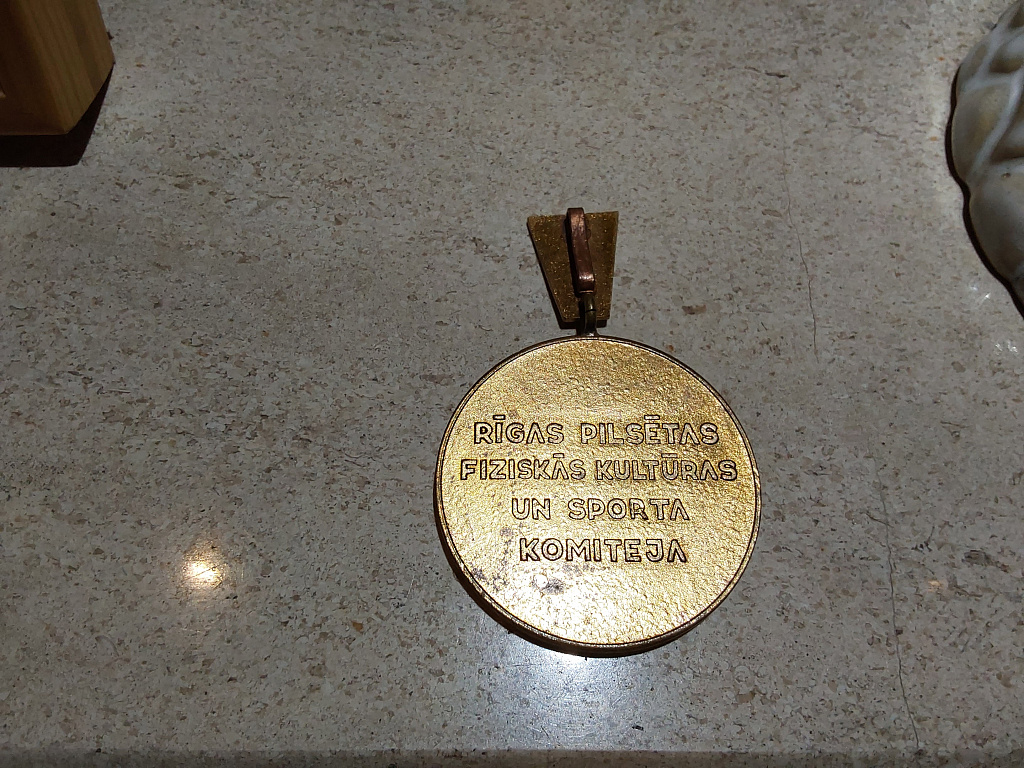 RĪGAS PILSĒTAS
FIZISKĀS KULTŪRAS
UN SPORTA
KOMITEJA